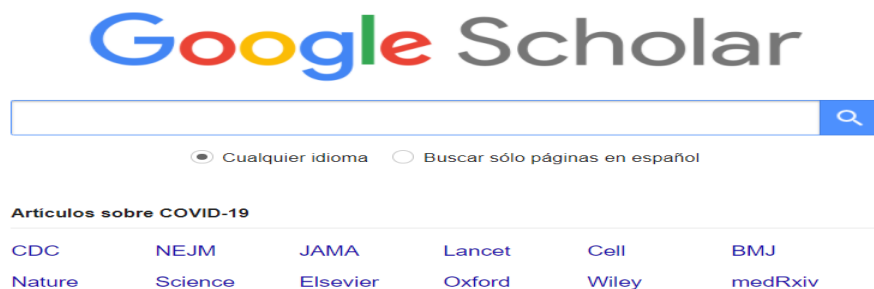 Google Scholar
Cualquier idioma Buscar sólo páginas en español
Artículos sobre COVID-19
CDC NEJM JAMA Lancet Cell BMJ
Nature Science Elsevier Oxford Wiley medRxiv